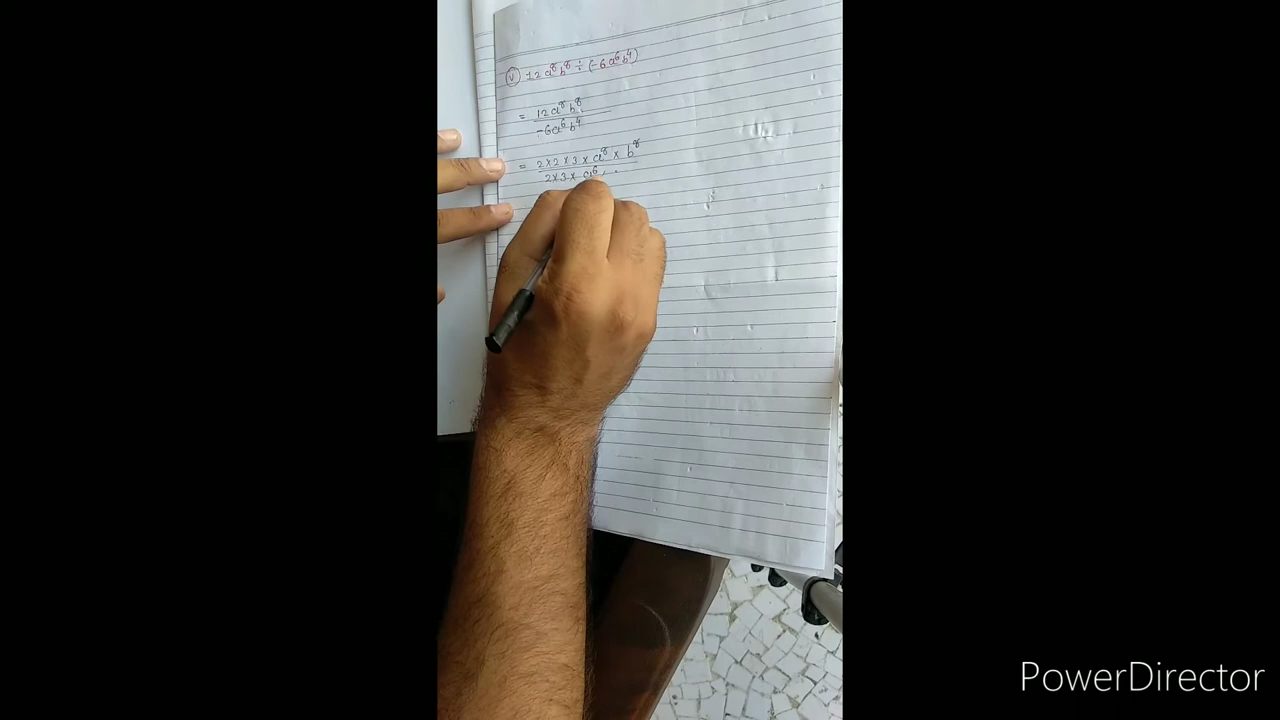 (v) 12a⁸b⁸ ÷ (-6a⁶b⁴)
= 12a⁸b⁸
-6a⁶b⁴
= 2×2×3×a⁸×b⁸
2×3×a⁶
PowerDirector